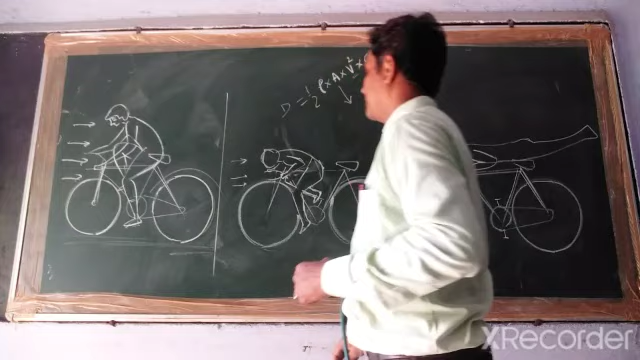 D = 1/2 ρ × A × V² ×
XRecorder